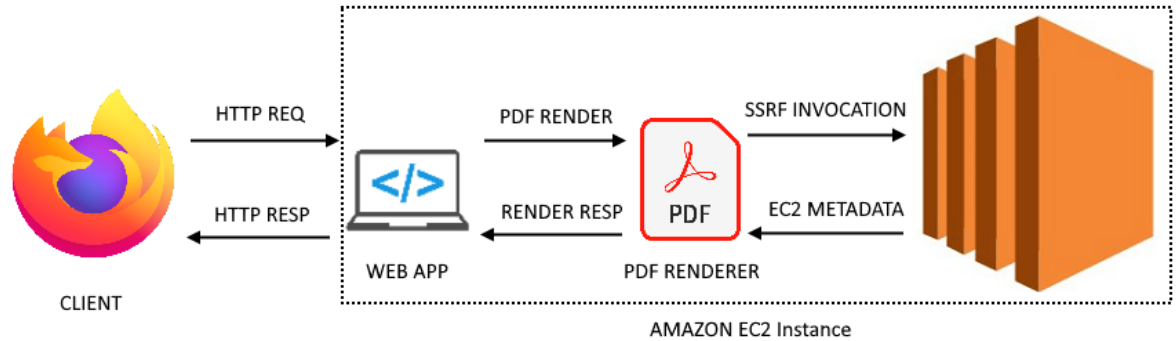 HTTP REQ
PDF RENDER
SSRF INVOCATION
</>
PDF
HTTP RESP
RENDER RESP
EC2 METADATA
WEB APP
PDF RENDERER
CLIENT
AMAZON EC2 Instance